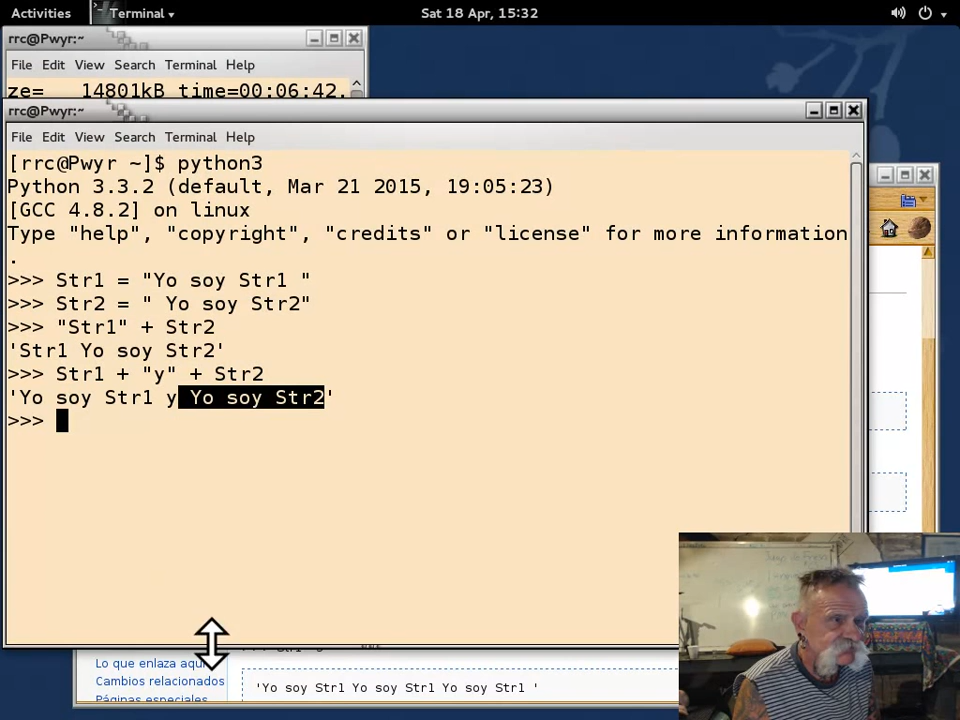 Activities Terminal Sat 18 Apr, 15:32
rrc@Pwyr:~
File Edit View Search Terminal Help
ze= 14801kB time=00:06:42.
rrc@Pwyr:~
File Edit View Search Terminal Help
[rrc@Pwyr ~]$ python3
Python 3.3.2 (default, Mar 21 2015, 19:05:23)
[GCC 4.8.2] on linux
Type "help", "copyright", "credits" or "license" for more information
.
>>> Str1 = "Yo soy Str1 "
>>> Str2 = " Yo soy Str2"
>>> "Str1" + Str2
'Str1 Yo soy Str2'
>>> Str1 + "y" + Str2
'Yo soy Str1 y Yo soy Str2'
>>>
Lo que enlaza aquí
Cambios relacionados
Páginas especiales
'Yo soy Str1 Yo soy Str1 Yo soy Str1 '